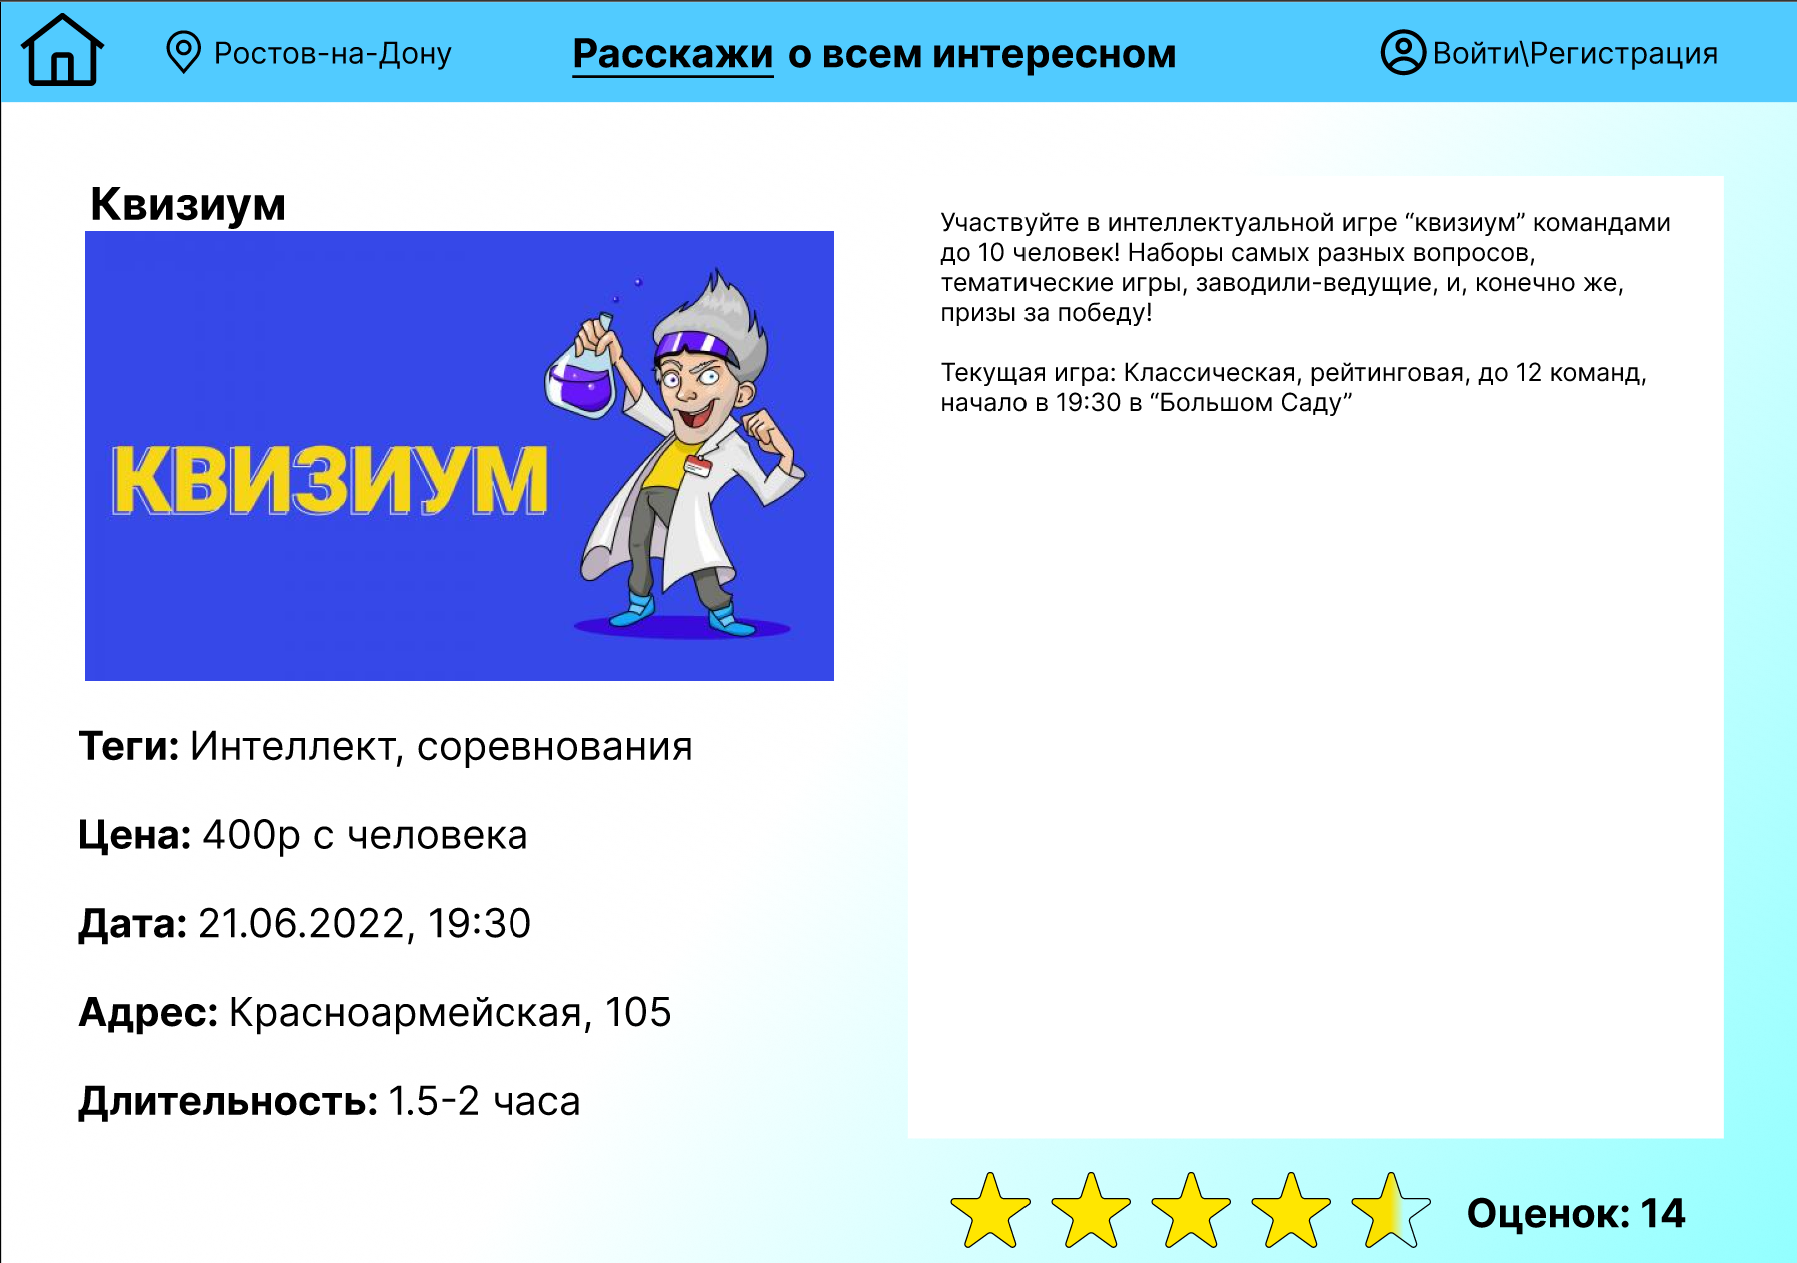 Ростов-на-Дону
Расскажи о всем интересном
Войти\Регистрация
Квизиум
КВИЗИУМ
Теги: Интеллект, соревнования
Цена: 400р с человека
Дата: 21.06.2022, 19:30
Адрес: Красноармейская, 105
Длительность: 1.5-2 часа
Участвуйте в интеллектуальной игре “квизиум” командами
до 10 человек! Наборы самых разных вопросов,
тематические игры, заводили-ведущие, и, конечно же,
призы за победу!
Текущая игра: Классическая, рейтинговая, до 12 команд,
начало в 19:30 в “Большом Саду”
Оценок: 14